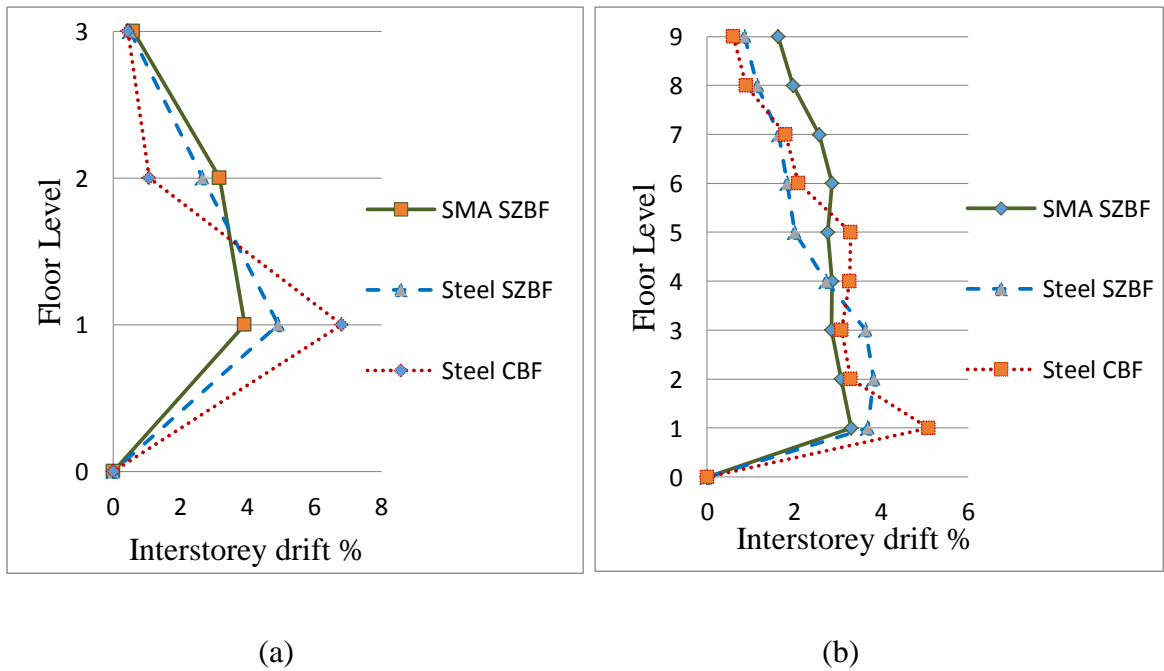 3
2
1
0
0 2 4 6 8
Floor Level
Interstorey drift %
SMA SZBF
Steel SZBF
Steel CBF
(a)
9
8
7
6
5
4
3
2
1
0
0 2 4 6
Floor Level
Interstorey drift %
SMA SZBF
Steel SZBF
Steel CBF
(b)